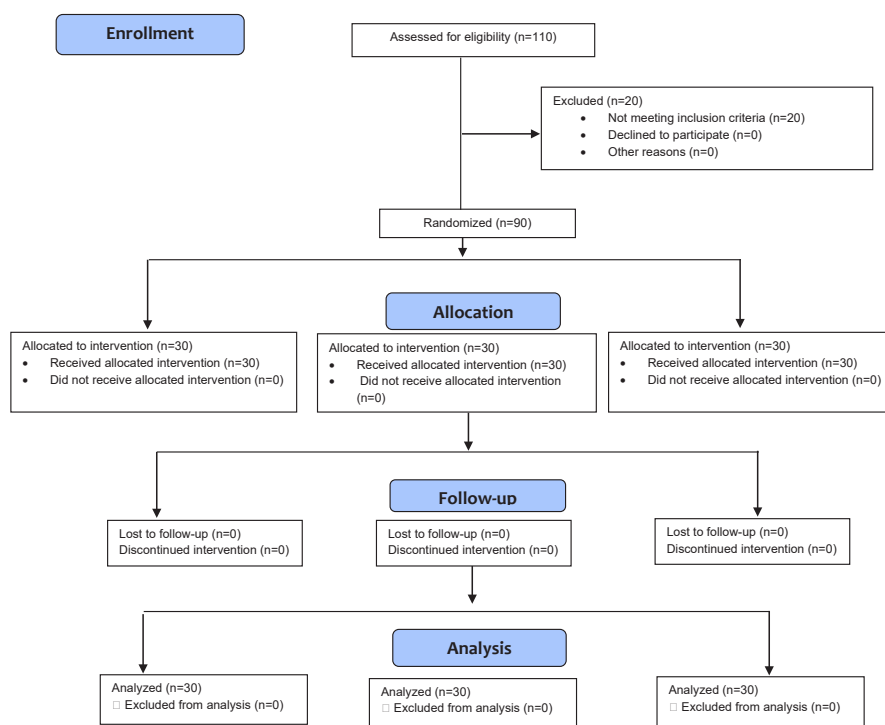 Enrollment
Assessed for eligibility (n=110)
Excluded (n=20)
• Not meeting inclusion criteria (n=20)
• Declined to participate (n=0)
• Other reasons (n=0)
Randomized (n=90)
Allocation
Allocated to intervention (n=30)
• Received allocated intervention (n=30)
• Did not receive allocated intervention (n=0)
Allocated to intervention (n=30)
• Received allocated intervention (n=30)
• Did not receive allocated intervention
(n=0)
Allocated to intervention (n=30)
• Received allocated intervention (n=30)
• Did not receive allocated intervention (n=0)
Follow-up
Lost to follow-up (n=0)
Discontinued intervention (n=0)
Lost to follow-up (n=0)
Discontinued intervention (n=0)
Lost to follow-up (n=0)
Discontinued intervention (n=0)
Analysis
Analyzed (n=30)
□ Excluded from analysis (n=0)
Analyzed (n=30)
□ Excluded from analysis (n=0)
Analyzed (n=30)
□ Excluded from analysis (n=0)